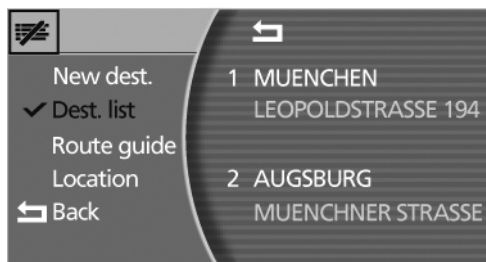 New dest.
Dest. list
Route guide
Location
Back
1 MUENCHEN
LEOPOLDSTRASSE 194
2 AUGSBURG
MUENCHNER STRASSE